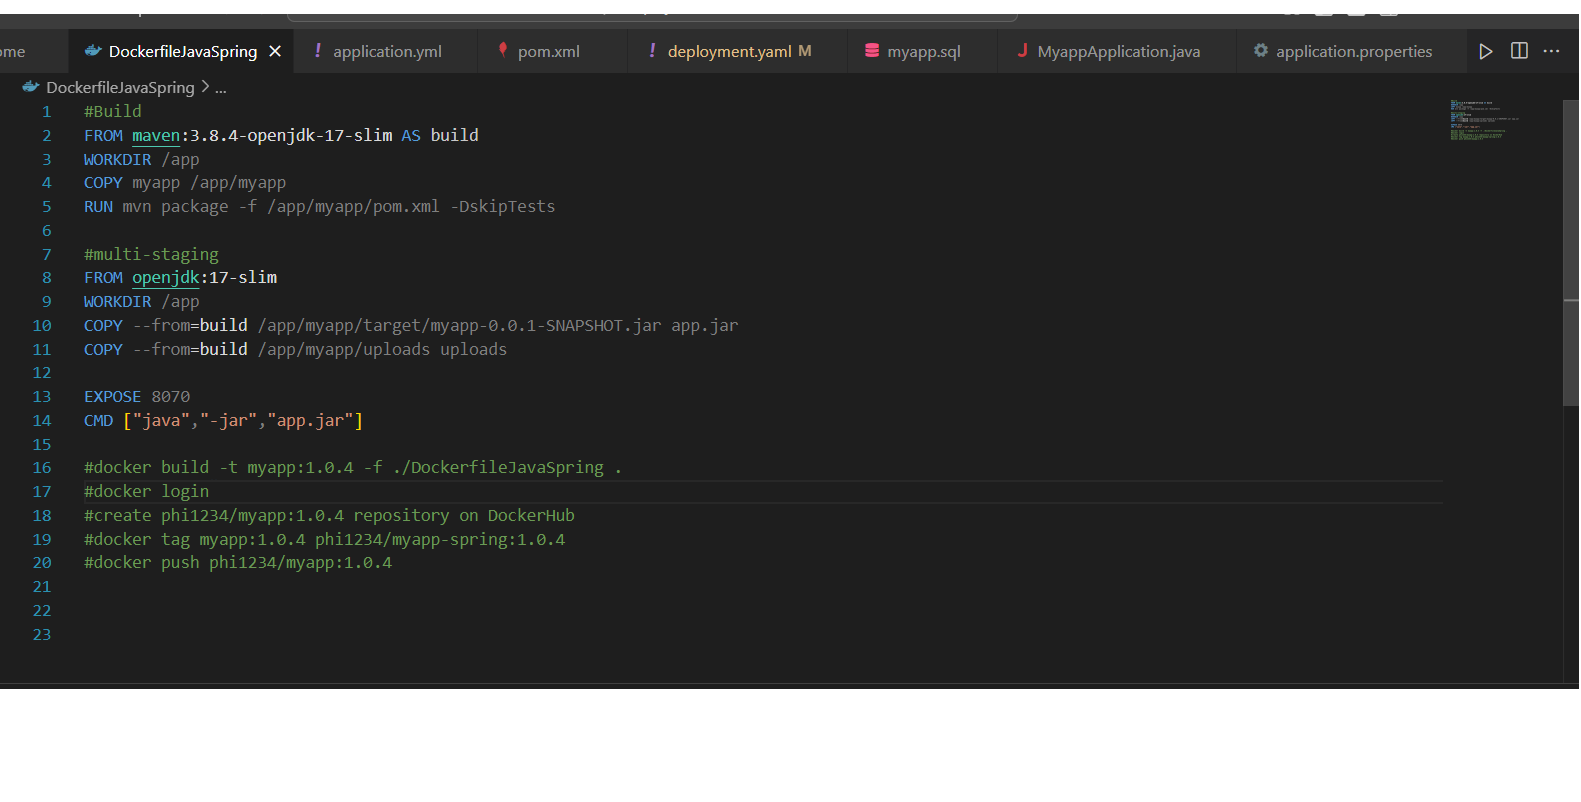 ome DockerfileJavaSpring × ! application.yml pom.xml ! deployment.yaml M myapp.sql J MyappApplication.java application.properties ...
DockerfileJavaSpring > ...
1 #Build
2 FROM maven:3.8.4-openjdk-17-slim AS build
3 WORKDIR /app
4 COPY myapp /app/myapp
5 RUN mvn package -f /app/myapp/pom.xml -DskipTests
6
7 #multi-staging
8 FROM openjdk:17-slim
9 WORKDIR /app
10 COPY --from=build /app/myapp/target/myapp-0.0.1-SNAPSHOT.jar app.jar
11 COPY --from=build /app/myapp/uploads uploads
12
13 EXPOSE 8070
14 CMD ["java","-jar","app.jar"]
15
16 #docker build -t myapp:1.0.4 -f ./DockerfileJavaSpring .
17 #docker login
18 #create phi1234/myapp:1.0.4 repository on DockerHub
19 #docker tag myapp:1.0.4 phi1234/myapp-spring:1.0.4
20 #docker push phi1234/myapp:1.0.4
21
22
23